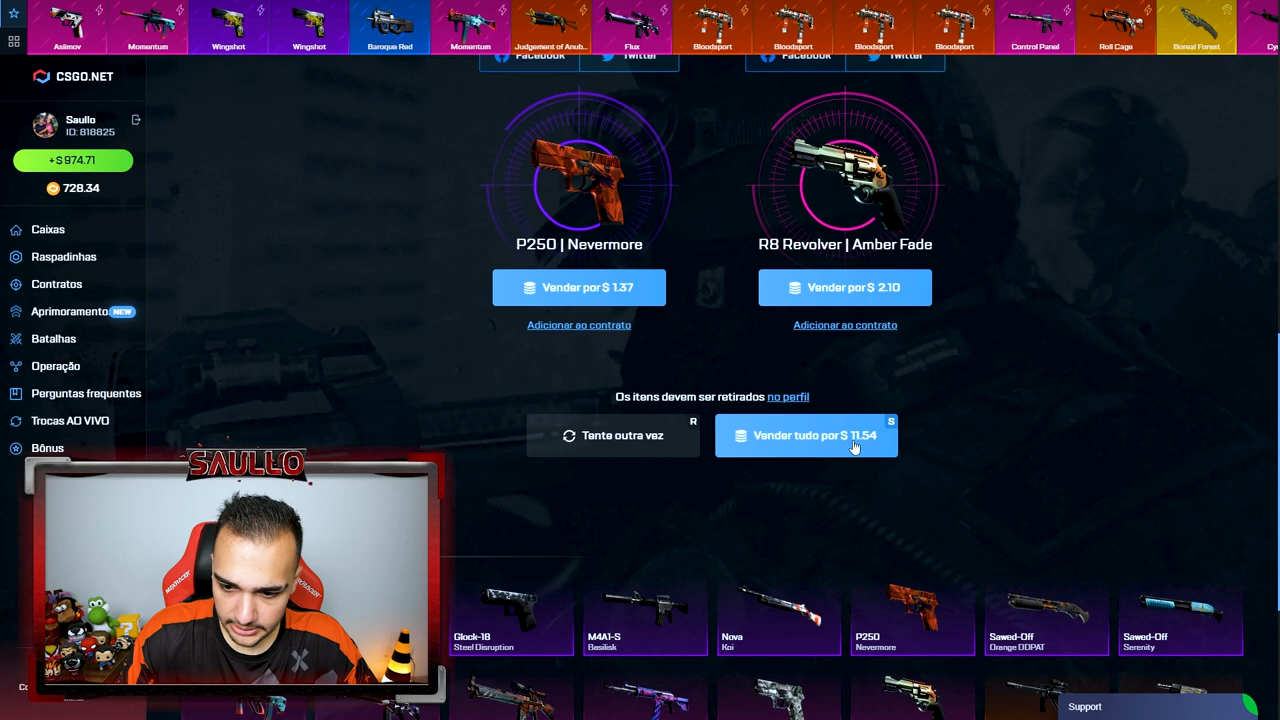 Asiimov
Momentum
Wingshot
Wingshot
Baroque Red
Momentum
Judgement of Anub...
Flux
Bloodsport
Bloodsport
Bloodsport
Bloodsport
Control Panel
Roll Cage
Boreal Forest
CSGO.NET
Saullo
ID: 818825
+$974.71
728.34
Caixas
Raspadinhas
Contratos
Aprimoramento NEW
Batalhas
Operação
Perguntas frequentes
Trocas AO VIVO
Bônus
Facebook
Twitter
Facebook
Twitter
P250 | Nevermore
R8 Revolver | Amber Fade
Vender por $ 1.37
Vender por $ 2.10
Adicionar ao contrato
Adicionar ao contrato
Os itens devem ser retirados no perfil
Tente outra vez
R
Vender tudo por $ 11.54
S
SAULLO
MAXRACER
Glock-18
Steel Disruption
M4A1-S
Basilisk
Nova
Koi
P250
Nevermore
Sawed-Off
Orange DDPAT
Sawed-Off
Serenity
Support